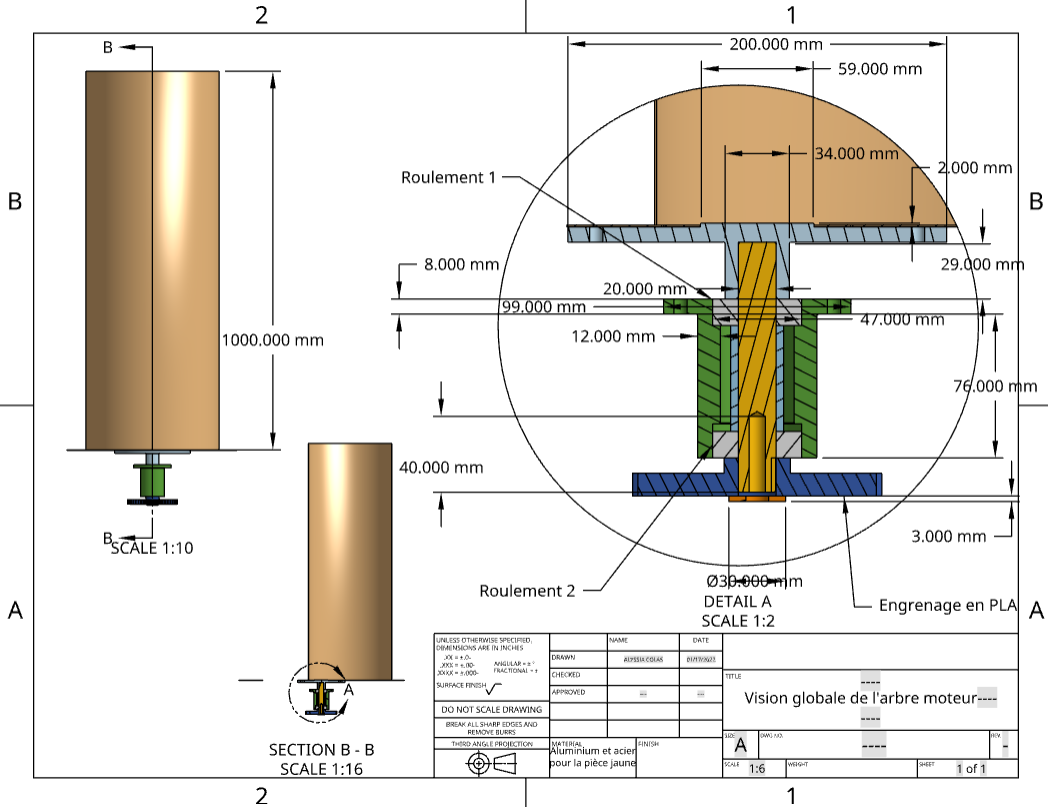 2
1
B
200.000 mm
59.000 mm
34.000 mm
2.000 mm
Roulement 1
B
B
8.000 mm
29.000 mm
20.000 mm
99.000 mm
47.000 mm
12.000 mm
1000.000 mm
76.000 mm
40.000 mm
3.000 mm
B
SCALE 1:10
Ø30.000 mm
Roulement 2
DETAIL A
SCALE 1:2
Engrenage en PLA
A
A
A
SECTION B - B
SCALE 1:16
UNLESS OTHERWISE SPECIFIED,
DIMENSIONS ARE IN INCHES
.XX = ±.0-
.XXX = ±.00-
.XXXX = ±.000-
ANGULAR = ± °
FRACTIONAL = ±
SURFACE FINISH
DO NOT SCALE DRAWING
BREAK ALL SHARP EDGES AND
REMOVE BURRS
THIRD ANGLE PROJECTION
NAME
DATE
DRAWN
ALYSSIA COLAS
CHECKED
APPROVED
MATERIAL
Aluminium et acier
pour la pièce jaune
FINISH
TITLE
----
Vision globale de l'arbre moteur----
----
SIZE
A
DWG NO.
----
REV.
-
SCALE
1:6
WEIGHT
SHEET
1 of 1
2
1